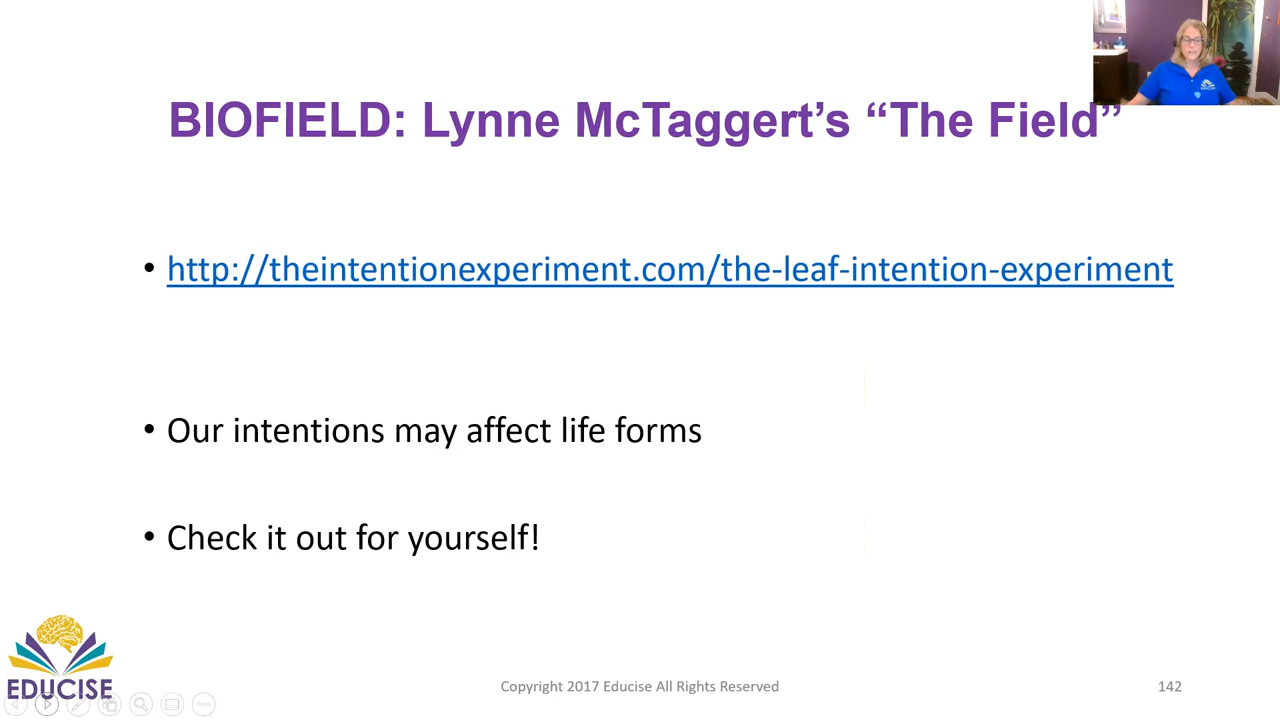 BIOFIELD: Lynne McTaggert’s “The Field”
• http://theintentionexperiment.com/the-leaf-intention-experiment
• Our intentions may affect life forms
• Check it out for yourself!
EDUCISE
Copyright 2017 Educise All Rights Reserved
142